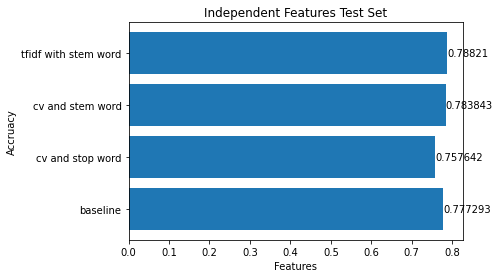 Independent Features Test Set
tfidf with stem word
0.78821
cv and stem word
0.783843
Accruacy
cv and stop word
0.757642
baseline
0.777293
0.0 0.1 0.2 0.3 0.4 0.5 0.6 0.7 0.8
Features